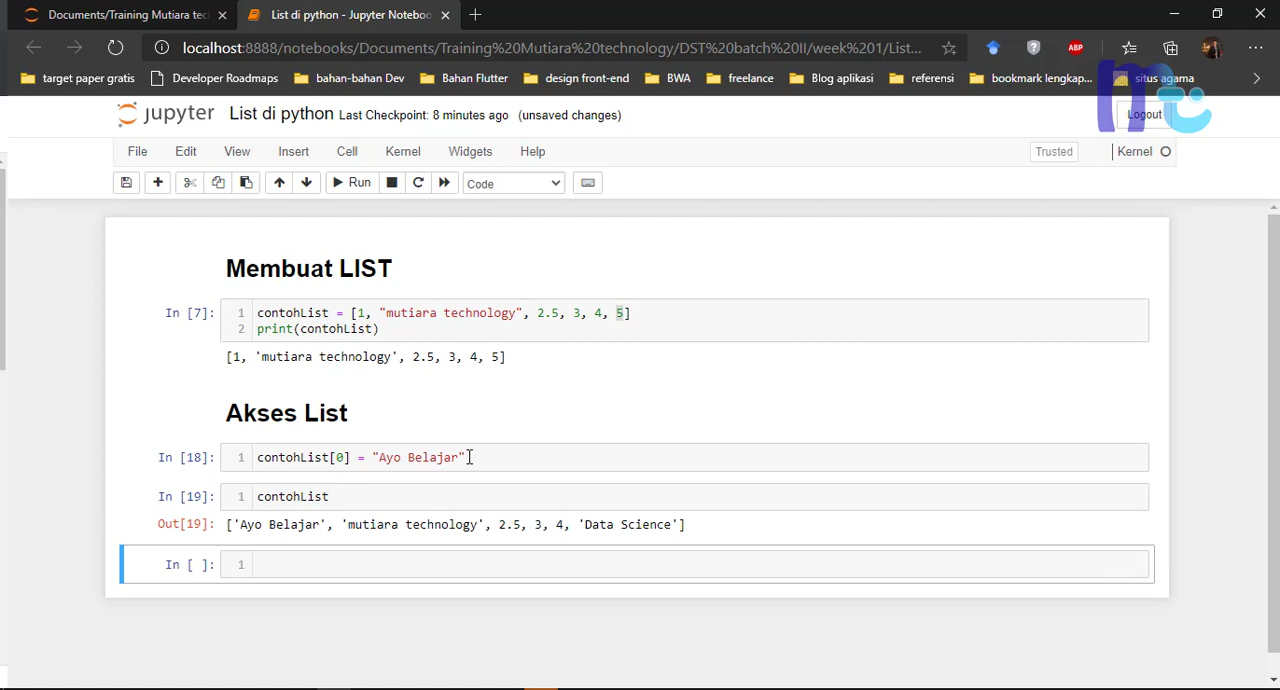 Documents/Training Mutiara tec
List di python - Jupyter Noteboo
localhost:8888/notebooks/Documents/Training%20Mutiara%20technology/DST%20batch%20II/week%201/List...
ABP
target paper gratis
Developer Roadmaps
bahan-bahan Dev
Bahan Flutter
design front-end
BWA
freelance
Blog aplikasi
referensi
bookmark lengkap...
situs agama
jupyter List di python Last Checkpoint: 8 minutes ago (unsaved changes)
Logout
File Edit View Insert Cell Kernel Widgets Help
Trusted
Kernel
Run
Code
Membuat LIST
In [7]: 1 contohList = [1, "mutiara technology", 2.5, 3, 4, 5]
2 print(contohList)
[1, 'mutiara technology', 2.5, 3, 4, 5]
Akses List
In [18]: 1 contohList[0] = "Ayo Belajar"
In [19]: 1 contohList
Out[19]: ['Ayo Belajar', 'mutiara technology', 2.5, 3, 4, 'Data Science']
In [ ]: 1